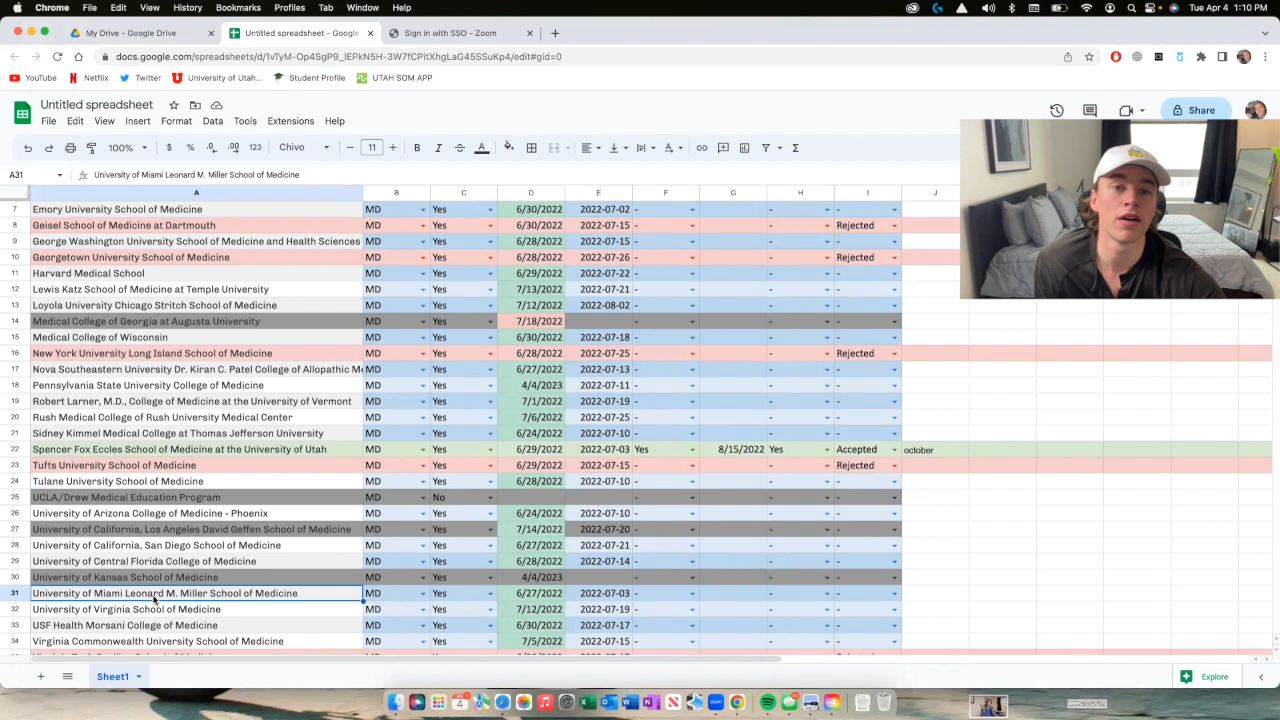 Chrome File Edit View History Bookmarks Profiles Tab Window Help Tue Apr 4 1:10 PM
My Drive - Google Drive Untitled spreadsheet - Google Sign in with SSO - Zoom
docs.google.com/spreadsheets/d/1vTyM-Op4SgP9_IEPkN5H-3W7fCPitXhgLaG45SSuKp4/edit#gid=0
YouTube Netflix Twitter University of Utah... Student Profile UTAH SOM APP
Untitled spreadsheet
File Edit View Insert Format Data Tools Extensions Help Share
100% $ % .0 .00 123 Chivo 11 B I
A31 University of Miami Leonard M. Miller School of Medicine
A B C D E F G H I J
7 Emory University School of Medicine MD Yes 6/30/2022 2022-07-02 - - -
8 Geisel School of Medicine at Dartmouth MD Yes 6/30/2022 2022-07-15 - - Rejected
9 George Washington University School of Medicine and Health Sciences MD Yes 6/28/2022 2022-07-15 - - -
10 Georgetown University School of Medicine MD Yes 6/28/2022 2022-07-26 - - Rejected
11 Harvard Medical School MD Yes 6/29/2022 2022-07-22 - - -
12 Lewis Katz School of Medicine at Temple University MD Yes 7/13/2022 2022-07-21 - - -
13 Loyola University Chicago Stritch School of Medicine MD Yes 7/12/2022 2022-08-02 - - -
14 Medical College of Georgia at Augusta University MD Yes 7/18/2022 - - -
15 Medical College of Wisconsin MD Yes 6/30/2022 2022-07-18 - - -
16 New York University Long Island School of Medicine MD Yes 6/28/2022 2022-07-25 - - Rejected
17 Nova Southeastern University Dr. Kiran C. Patel College of Allopathic Me MD Yes 6/27/2022 2022-07-13 - - -
18 Pennsylvania State University College of Medicine MD Yes 4/4/2023 2022-07-11 - - -
19 Robert Larner, M.D., College of Medicine at the University of Vermont MD Yes 7/1/2022 2022-07-19 - - -
20 Rush Medical College of Rush University Medical Center MD Yes 7/6/2022 2022-07-25 - - -
21 Sidney Kimmel Medical College at Thomas Jefferson University MD Yes 6/24/2022 2022-07-10 - - -
22 Spencer Fox Eccles School of Medicine at the University of Utah MD Yes 6/29/2022 2022-07-03 Yes 8/15/2022 Yes Accepted october
23 Tufts University School of Medicine MD Yes 6/29/2022 2022-07-15 - - Rejected
24 Tulane University School of Medicine MD Yes 6/28/2022 2022-07-10 - - -
25 UCLA/Drew Medical Education Program MD No - - -
26 University of Arizona College of Medicine - Phoenix MD Yes 6/24/2022 2022-07-10 - - -
27 University of California, Los Angeles David Geffen School of Medicine MD Yes 7/14/2022 2022-07-20 - - -
28 University of California, San Diego School of Medicine MD Yes 6/27/2022 2022-07-21 - - -
29 University of Central Florida College of Medicine MD Yes 6/28/2022 2022-07-14 - - -
30 University of Kansas School of Medicine MD Yes 4/4/2023 - - -
31 University of Miami Leonard M. Miller School of Medicine MD Yes 6/27/2022 2022-07-03 - - -
32 University of Virginia School of Medicine MD Yes 7/12/2022 2022-07-19 - - -
33 USF Health Morsani College of Medicine MD Yes 6/30/2022 2022-07-17 - - -
34 Virginia Commonwealth University School of Medicine MD Yes 7/5/2022 2022-07-15 - - -
Sheet1 Explore